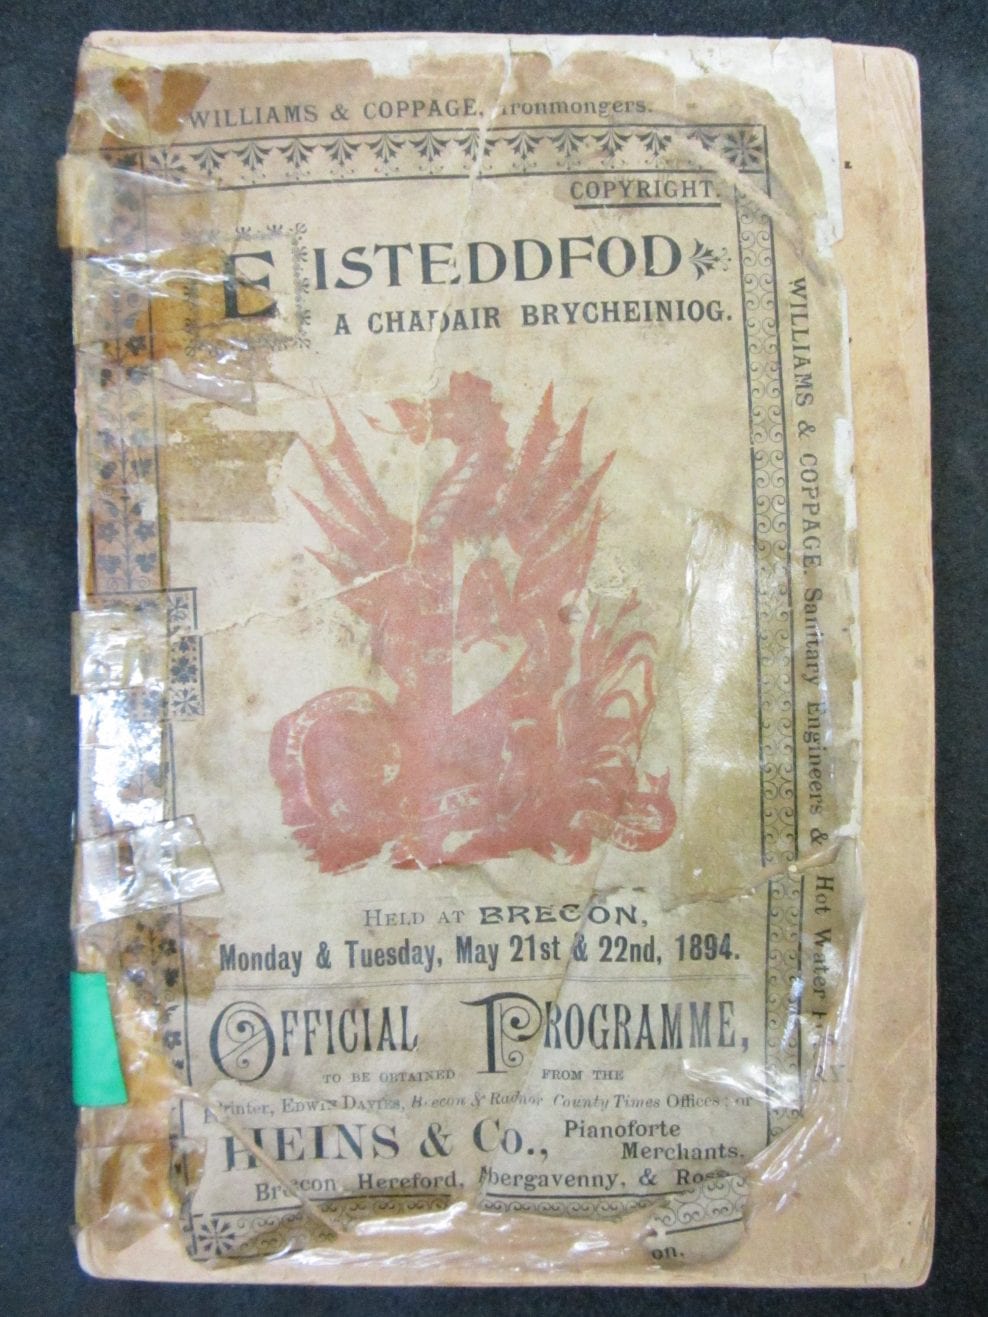 WILLIAMS & COPPAGE, Ironmongers.
COPYRIGHT.
EISTEDDFOD
A CHADAIR BRYCHEINIOG.
WILLIAMS & COPPAGE. Sanitary Engineers & Hot Water
HELD AT BRECON,
Monday & Tuesday, May 21st & 22nd, 1894.
OFFICIAL PROGRAMME,
TO BE OBTAINED FROM THE
Printer, EDWIN DAVIES, Brecon & Radnor County Times Offices; or
HEINS & Co., Pianoforte
Merchants.
Brecon Hereford, Abergavenny, & Ross
on.